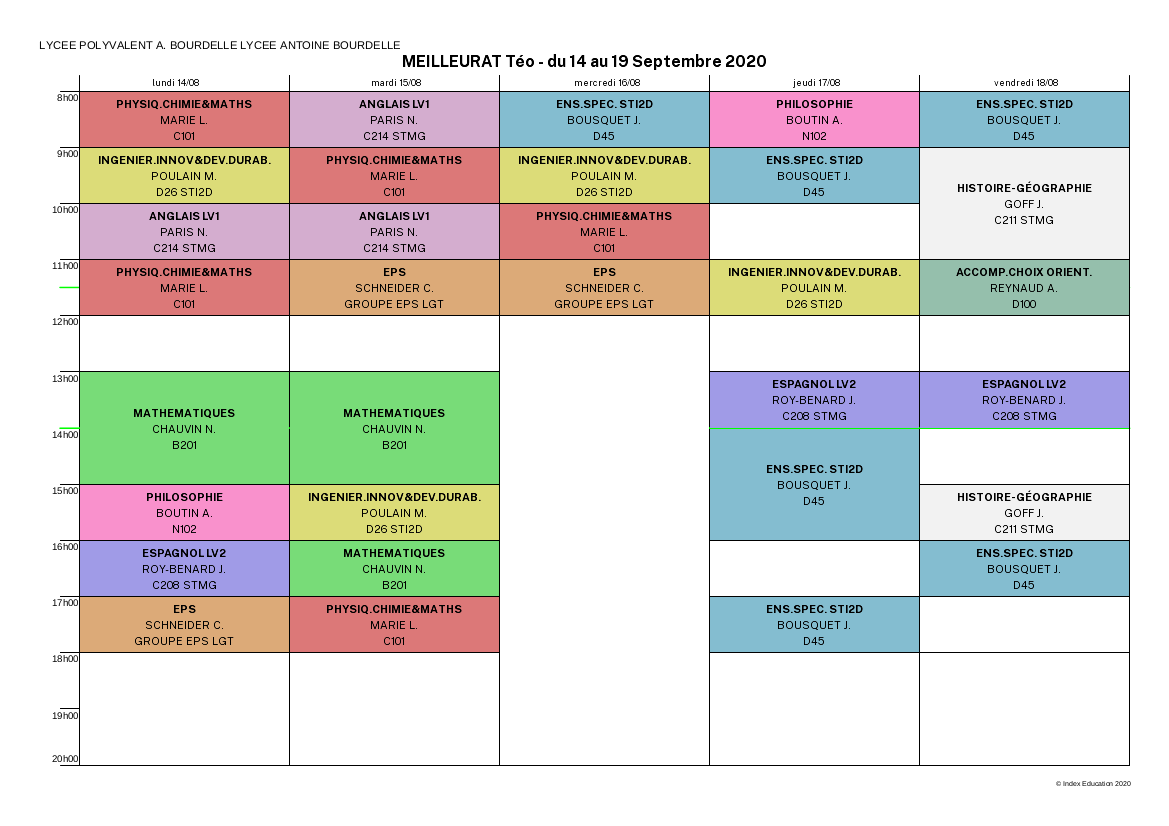 LYCEE POLYVALENT A. BOURDELLE LYCEE ANTOINE BOURDELLE
MEILLEURAT Téo - du 14 au 19 Septembre 2020
lundi 14/08
mardi 15/08
mercredi 16/08
jeudi 17/08
vendredi 18/08
8h00
9h00
10h00
11h00
12h00
13h00
14h00
15h00
16h00
17h00
18h00
19h00
20h00
PHYSIQ.CHIMIE&MATHS
MARIE L.
C101
INGENIER.INNOV&DEV.DURAB.
POULAIN M.
D26 STI2D
ANGLAIS LV1
PARIS N.
C214 STMG
PHYSIQ.CHIMIE&MATHS
MARIE L.
C101
MATHEMATIQUES
CHAUVIN N.
B201
PHILOSOPHIE
BOUTIN A.
N102
ESPAGNOL LV2
ROY-BENARD J.
C208 STMG
EPS
SCHNEIDER C.
GROUPE EPS LGT
ANGLAIS LV1
PARIS N.
C214 STMG
PHYSIQ.CHIMIE&MATHS
MARIE L.
C101
ANGLAIS LV1
PARIS N.
C214 STMG
EPS
SCHNEIDER C.
GROUPE EPS LGT
MATHEMATIQUES
CHAUVIN N.
B201
INGENIER.INNOV&DEV.DURAB.
POULAIN M.
D26 STI2D
MATHEMATIQUES
CHAUVIN N.
B201
PHYSIQ.CHIMIE&MATHS
MARIE L.
C101
ENS.SPEC. STI2D
BOUSQUET J.
D45
INGENIER.INNOV&DEV.DURAB.
POULAIN M.
D26 STI2D
PHYSIQ.CHIMIE&MATHS
MARIE L.
C101
EPS
SCHNEIDER C.
GROUPE EPS LGT
PHILOSOPHIE
BOUTIN A.
N102
ENS.SPEC. STI2D
BOUSQUET J.
D45
INGENIER.INNOV&DEV.DURAB.
POULAIN M.
D26 STI2D
ESPAGNOL LV2
ROY-BENARD J.
C208 STMG
ENS.SPEC. STI2D
BOUSQUET J.
D45
ENS.SPEC. STI2D
BOUSQUET J.
D45
ENS.SPEC. STI2D
BOUSQUET J.
D45
HISTOIRE-GÉOGRAPHIE
GOFF J.
C211 STMG
ACCOMP.CHOIX ORIENT.
REYNAUD A.
D100
ESPAGNOL LV2
ROY-BENARD J.
C208 STMG
HISTOIRE-GÉOGRAPHIE
GOFF J.
C211 STMG
ENS.SPEC. STI2D
BOUSQUET J.
D45
© Index Education 2020